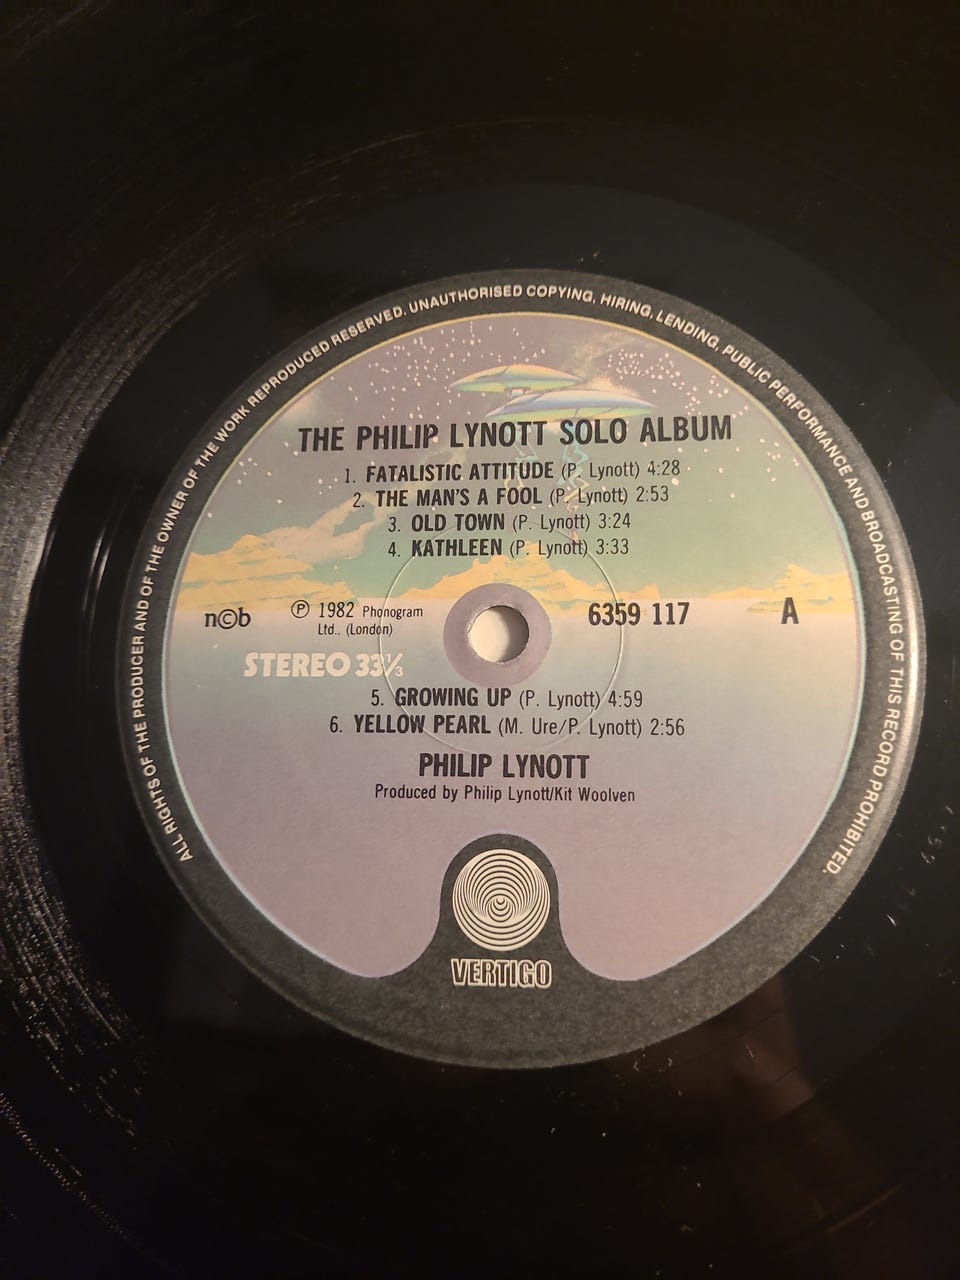 ALL RIGHTS OF THE PRODUCER AND OF THE OWNER OF THE WORK REPRODUCED RESERVED. UNAUTHORISED COPYING, HIRING, LENDING, PUBLIC PERFORMANCE AND BROADCASTING OF THIS RECORD PROHIBITED.
THE PHILIP LYNOTT SOLO ALBUM
1. FATALISTIC ATTITUDE (P. Lynott) 4:28
2. THE MAN'S A FOOL (P. Lynott) 2:53
3. OLD TOWN (P. Lynott) 3:24
4. KATHLEEN (P. Lynott) 3:33
n©b ℗ 1982 Phonogram 6359 117 A
Ltd., (London)
STEREO 33⅓
5. GROWING UP (P. Lynott) 4:59
6. YELLOW PEARL (M. Ure/P. Lynott) 2:56
PHILIP LYNOTT
Produced by Philip Lynott/Kit Woolven
VERTIGO